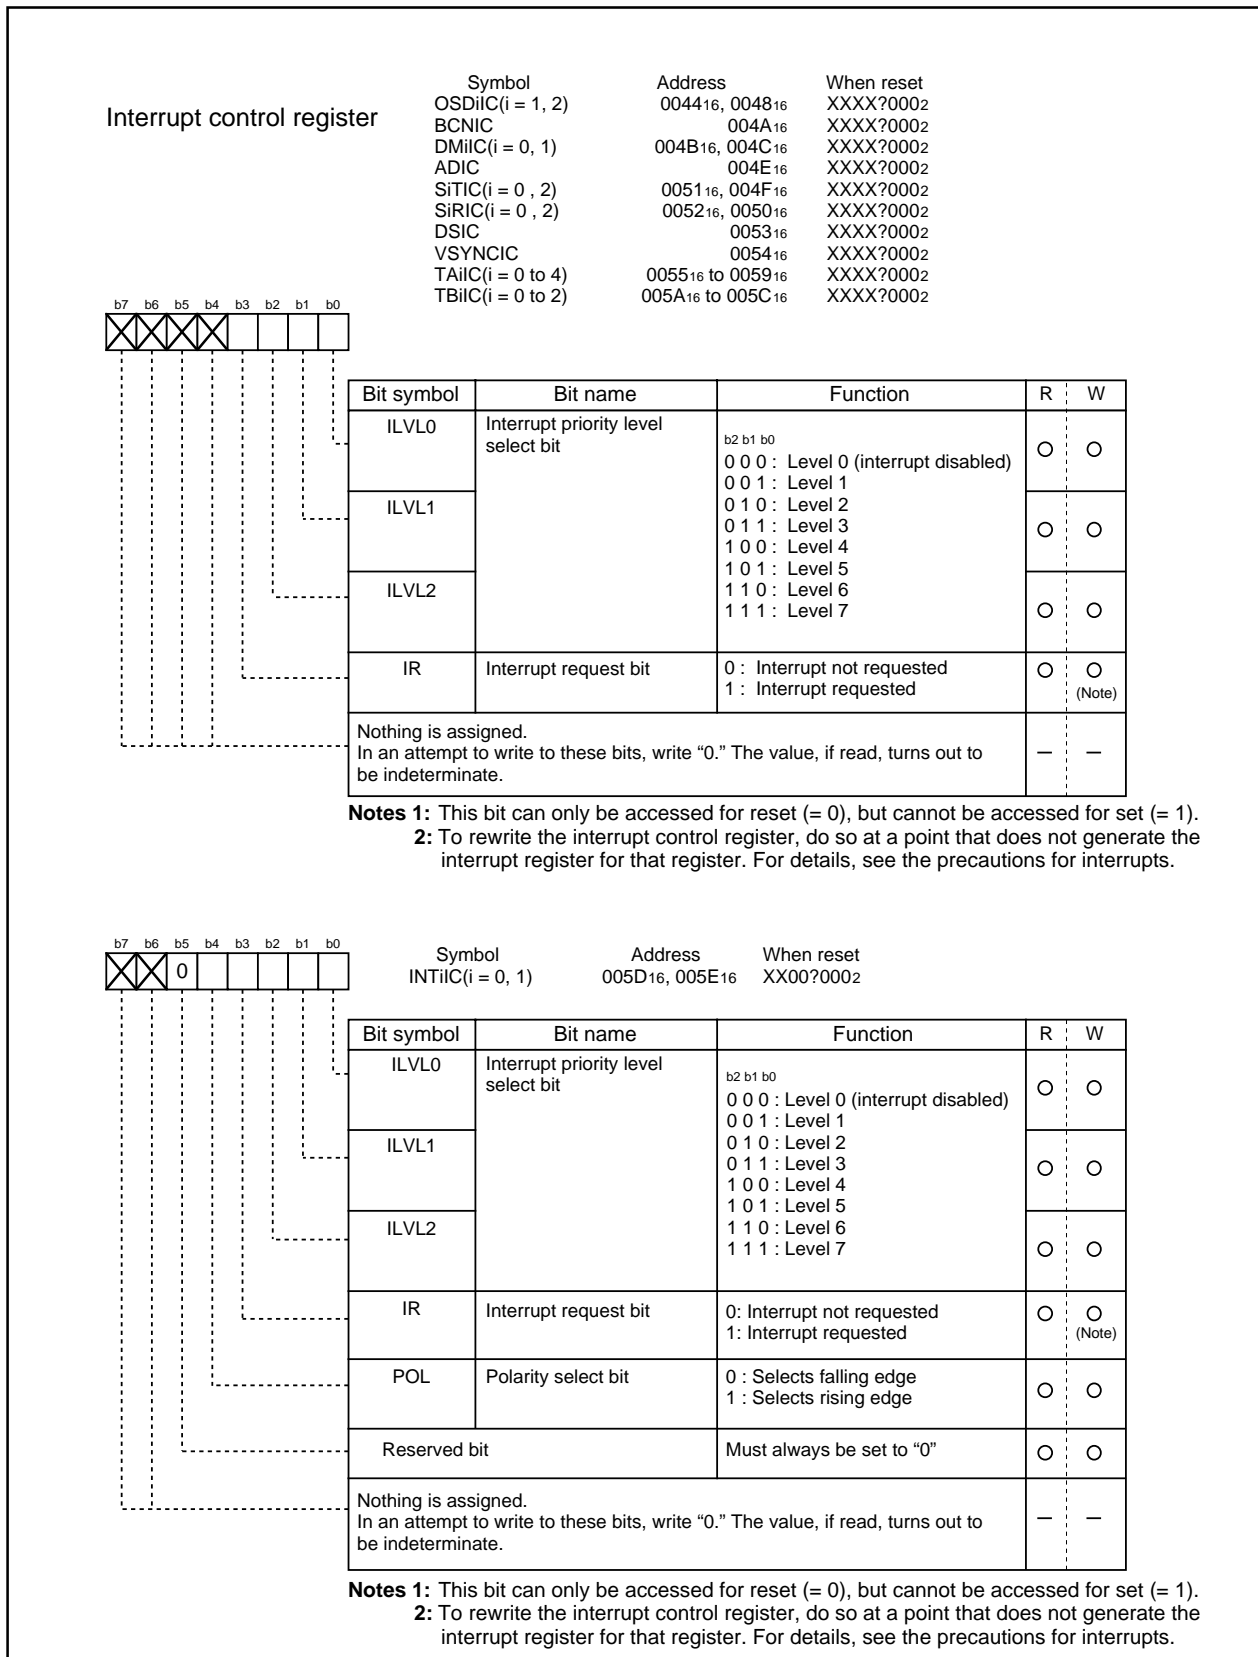 Interrupt control register
Symbol Address When reset
OSDiIC(i = 1, 2) 004416, 004816 XXXX?0002
BCNIC 004A16 XXXX?0002
DMiIC(i = 0, 1) 004B16, 004C16 XXXX?0002
ADIC 004E16 XXXX?0002
SiTIC(i = 0 , 2) 005116, 004F16 XXXX?0002
SiRIC(i = 0 , 2) 005216, 005016 XXXX?0002
DSIC 005316 XXXX?0002
VSYNCIC 005416 XXXX?0002
TAiIC(i = 0 to 4) 005516 to 005916 XXXX?0002
TBiIC(i = 0 to 2) 005A16 to 005C16 XXXX?0002
b7 b6 b5 b4 b3 b2 b1 b0
Bit symbol Bit name Function R W
ILVL0 Interrupt priority level
select bit
b2 b1 b0
0 0 0 : Level 0 (interrupt disabled)
0 0 1 : Level 1
ILVL1 0 1 0 : Level 2
0 1 1 : Level 3
1 0 0 : Level 4
1 0 1 : Level 5
ILVL2 1 1 0 : Level 6
1 1 1 : Level 7
IR Interrupt request bit 0 : Interrupt not requested
1 : Interrupt requested (Note)
Nothing is assigned.
In an attempt to write to these bits, write “0.” The value, if read, turns out to
be indeterminate. – –
Notes 1: This bit can only be accessed for reset (= 0), but cannot be accessed for set (= 1).
2: To rewrite the interrupt control register, do so at a point that does not generate the
interrupt register for that register. For details, see the precautions for interrupts.
b7 b6 b5 b4 b3 b2 b1 b0
0
Symbol Address When reset
INTiIC(i = 0, 1) 005D16, 005E16 XX00?0002
Bit symbol Bit name Function R W
ILVL0 Interrupt priority level
select bit
b2 b1 b0
0 0 0 : Level 0 (interrupt disabled)
0 0 1 : Level 1
ILVL1 0 1 0 : Level 2
0 1 1 : Level 3
1 0 0 : Level 4
1 0 1 : Level 5
ILVL2 1 1 0 : Level 6
1 1 1 : Level 7
IR Interrupt request bit 0: Interrupt not requested
1: Interrupt requested (Note)
POL Polarity select bit 0 : Selects falling edge
1 : Selects rising edge
Reserved bit Must always be set to “0”
Nothing is assigned.
In an attempt to write to these bits, write “0.” The value, if read, turns out to
be indeterminate. – –
Notes 1: This bit can only be accessed for reset (= 0), but cannot be accessed for set (= 1).
2: To rewrite the interrupt control register, do so at a point that does not generate the
interrupt register for that register. For details, see the precautions for interrupts.